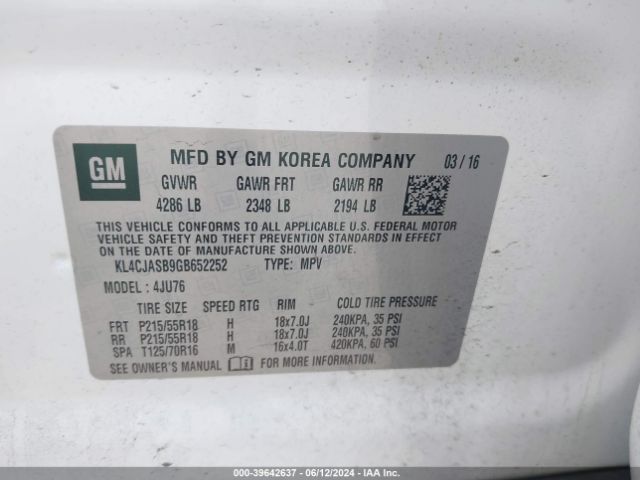 GM
MFD BY GM KOREA COMPANY 03/16
GVWR GAWR FRT GAWR RR
4286 LB 2348 LB 2194 LB
THIS VEHICLE CONFORMS TO ALL APPLICABLE U.S. FEDERAL MOTOR
VEHICLE SAFETY AND THEFT PREVENTION STANDARDS IN EFFECT
ON THE DATE OF MANUFACTURE SHOWN ABOVE.
KL4CJASB9GB652252 TYPE: MPV
MODEL: 4JU76
TIRE SIZE SPEED RTG RIM COLD TIRE PRESSURE
FRT P215/55R18 H 18x7.0J 240KPA, 35 PSI
RR P215/55R18 H 18x7.0J 240KPA, 35 PSI
SPA T125/70R16 M 16x4.0T 420KPA, 60 PSI
SEE OWNER'S MANUAL FOR MORE INFORMATION.
000-39642637 - 06/12/2024 - IAA Inc.